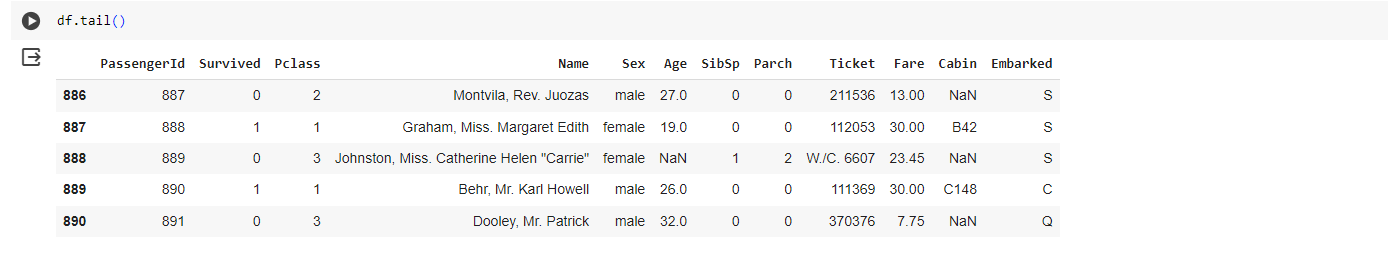 df.tail()
PassengerId Survived Pclass Name Sex Age SibSp Parch Ticket Fare Cabin Embarked
886 887 0 2 Montvila, Rev. Juozas male 27.0 0 0 211536 13.00 NaN S
887 888 1 1 Graham, Miss. Margaret Edith female 19.0 0 0 112053 30.00 B42 S
888 889 0 3 Johnston, Miss. Catherine Helen "Carrie" female NaN 1 2 W./C. 6607 23.45 NaN S
889 890 1 1 Behr, Mr. Karl Howell male 26.0 0 0 111369 30.00 C148 C
890 891 0 3 Dooley, Mr. Patrick male 32.0 0 0 370376 7.75 NaN Q